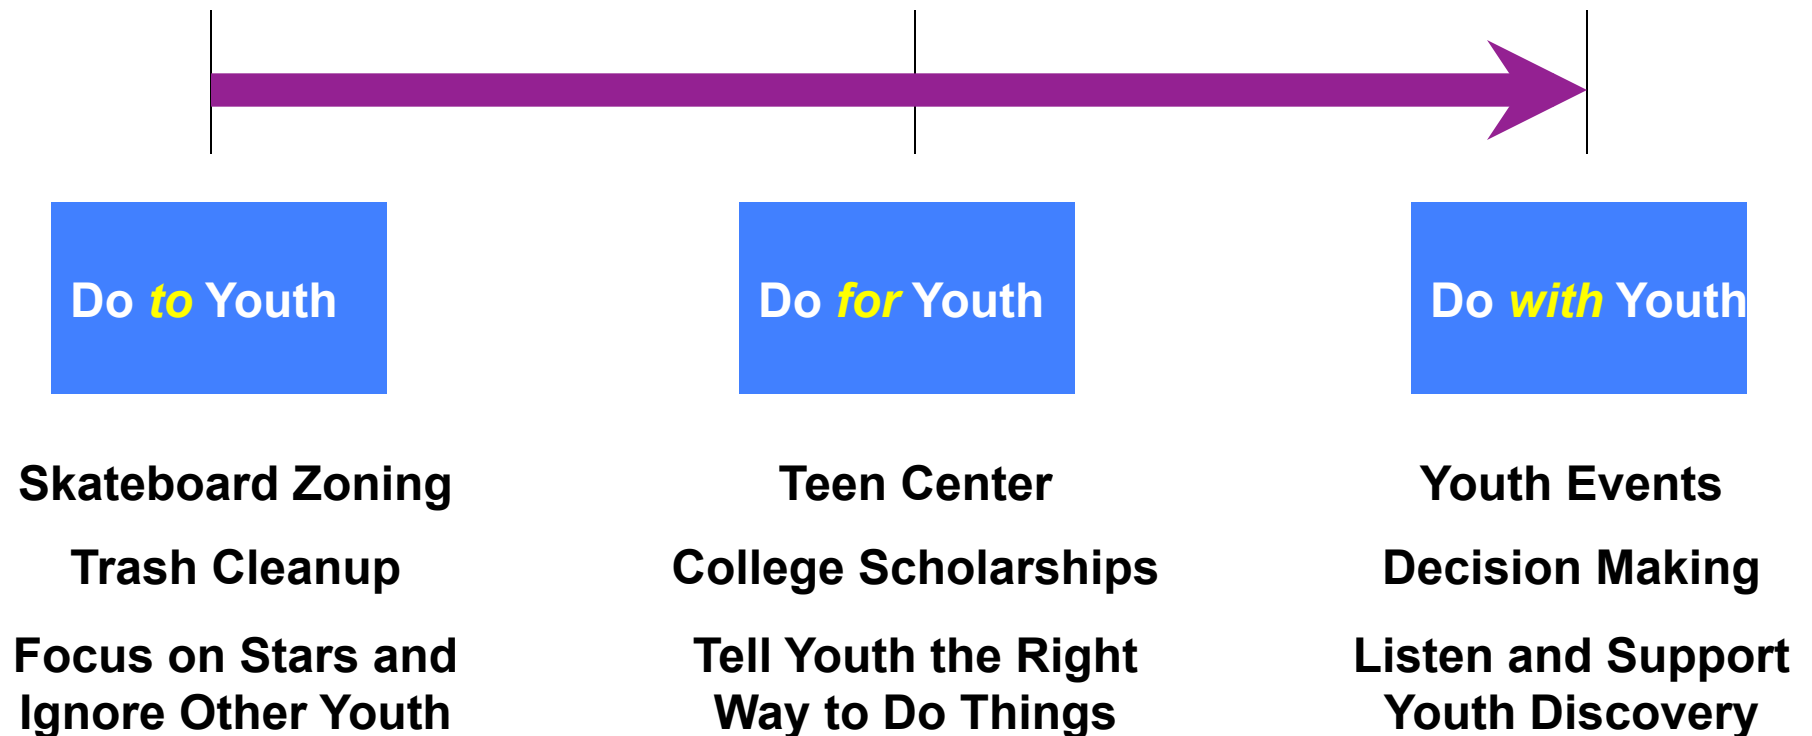 Do to Youth
Do for Youth
Do with Youth
Skateboard Zoning
Trash Cleanup
Focus on Stars and
Ignore Other Youth
Teen Center
College Scholarships
Tell Youth the Right
Way to Do Things
Youth Events
Decision Making
Listen and Support
Youth Discovery